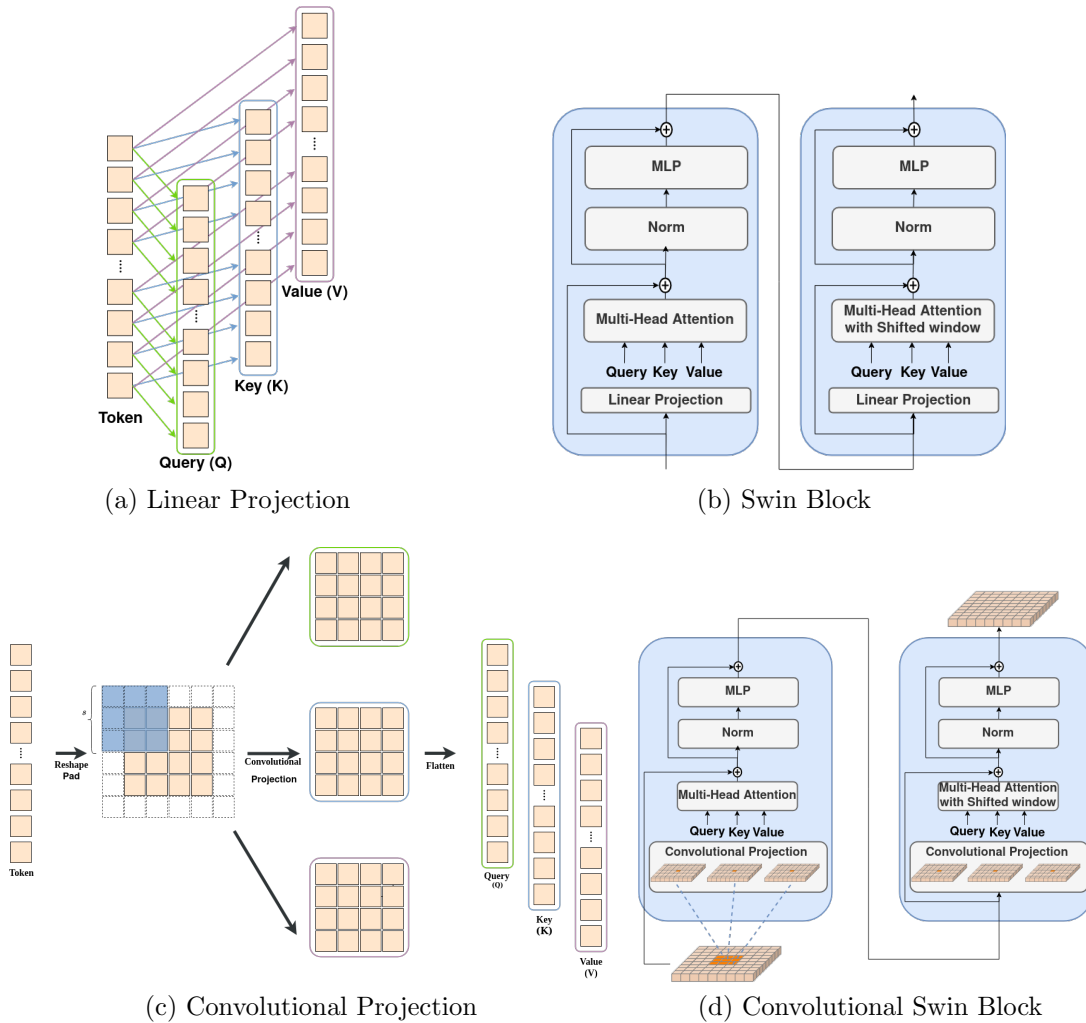 Value (V)
Key (K)
Token
Query (Q)
(a) Linear Projection
MLP
Norm
Multi-Head Attention
Query Key Value
Linear Projection
MLP
Norm
Multi-Head Attention
with Shifted window
Query Key Value
Linear Projection
(b) Swin Block
Token
Reshape
Pad
s
Convolutional
Projection
Flatten
Query
(Q)
Key
(K)
Value
(V)
(c) Convolutional Projection
MLP
Norm
Multi-Head Attention
Query Key Value
Convolutional Projection
MLP
Norm
Multi-Head Attention
with Shifted window
Query Key Value
Convolutional Projection
(d) Convolutional Swin Block